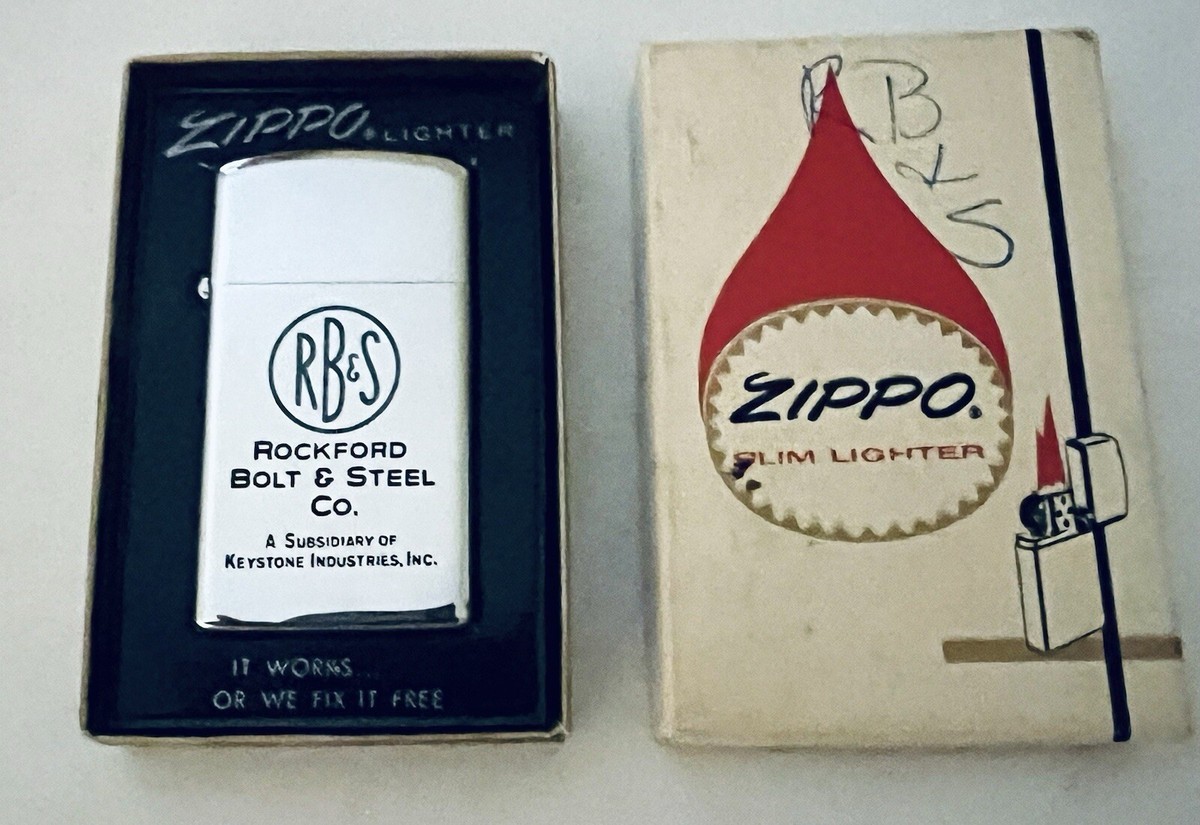 ZIPPO® LIGHTER
RB&S
ROCKFORD
BOLT & STEEL
CO.
A SUBSIDIARY OF
KEYSTONE INDUSTRIES, INC.
IT WORKS...
OR WE FIX IT FREE
RB
&
S
ZIPPO®
SLIM LIGHTER